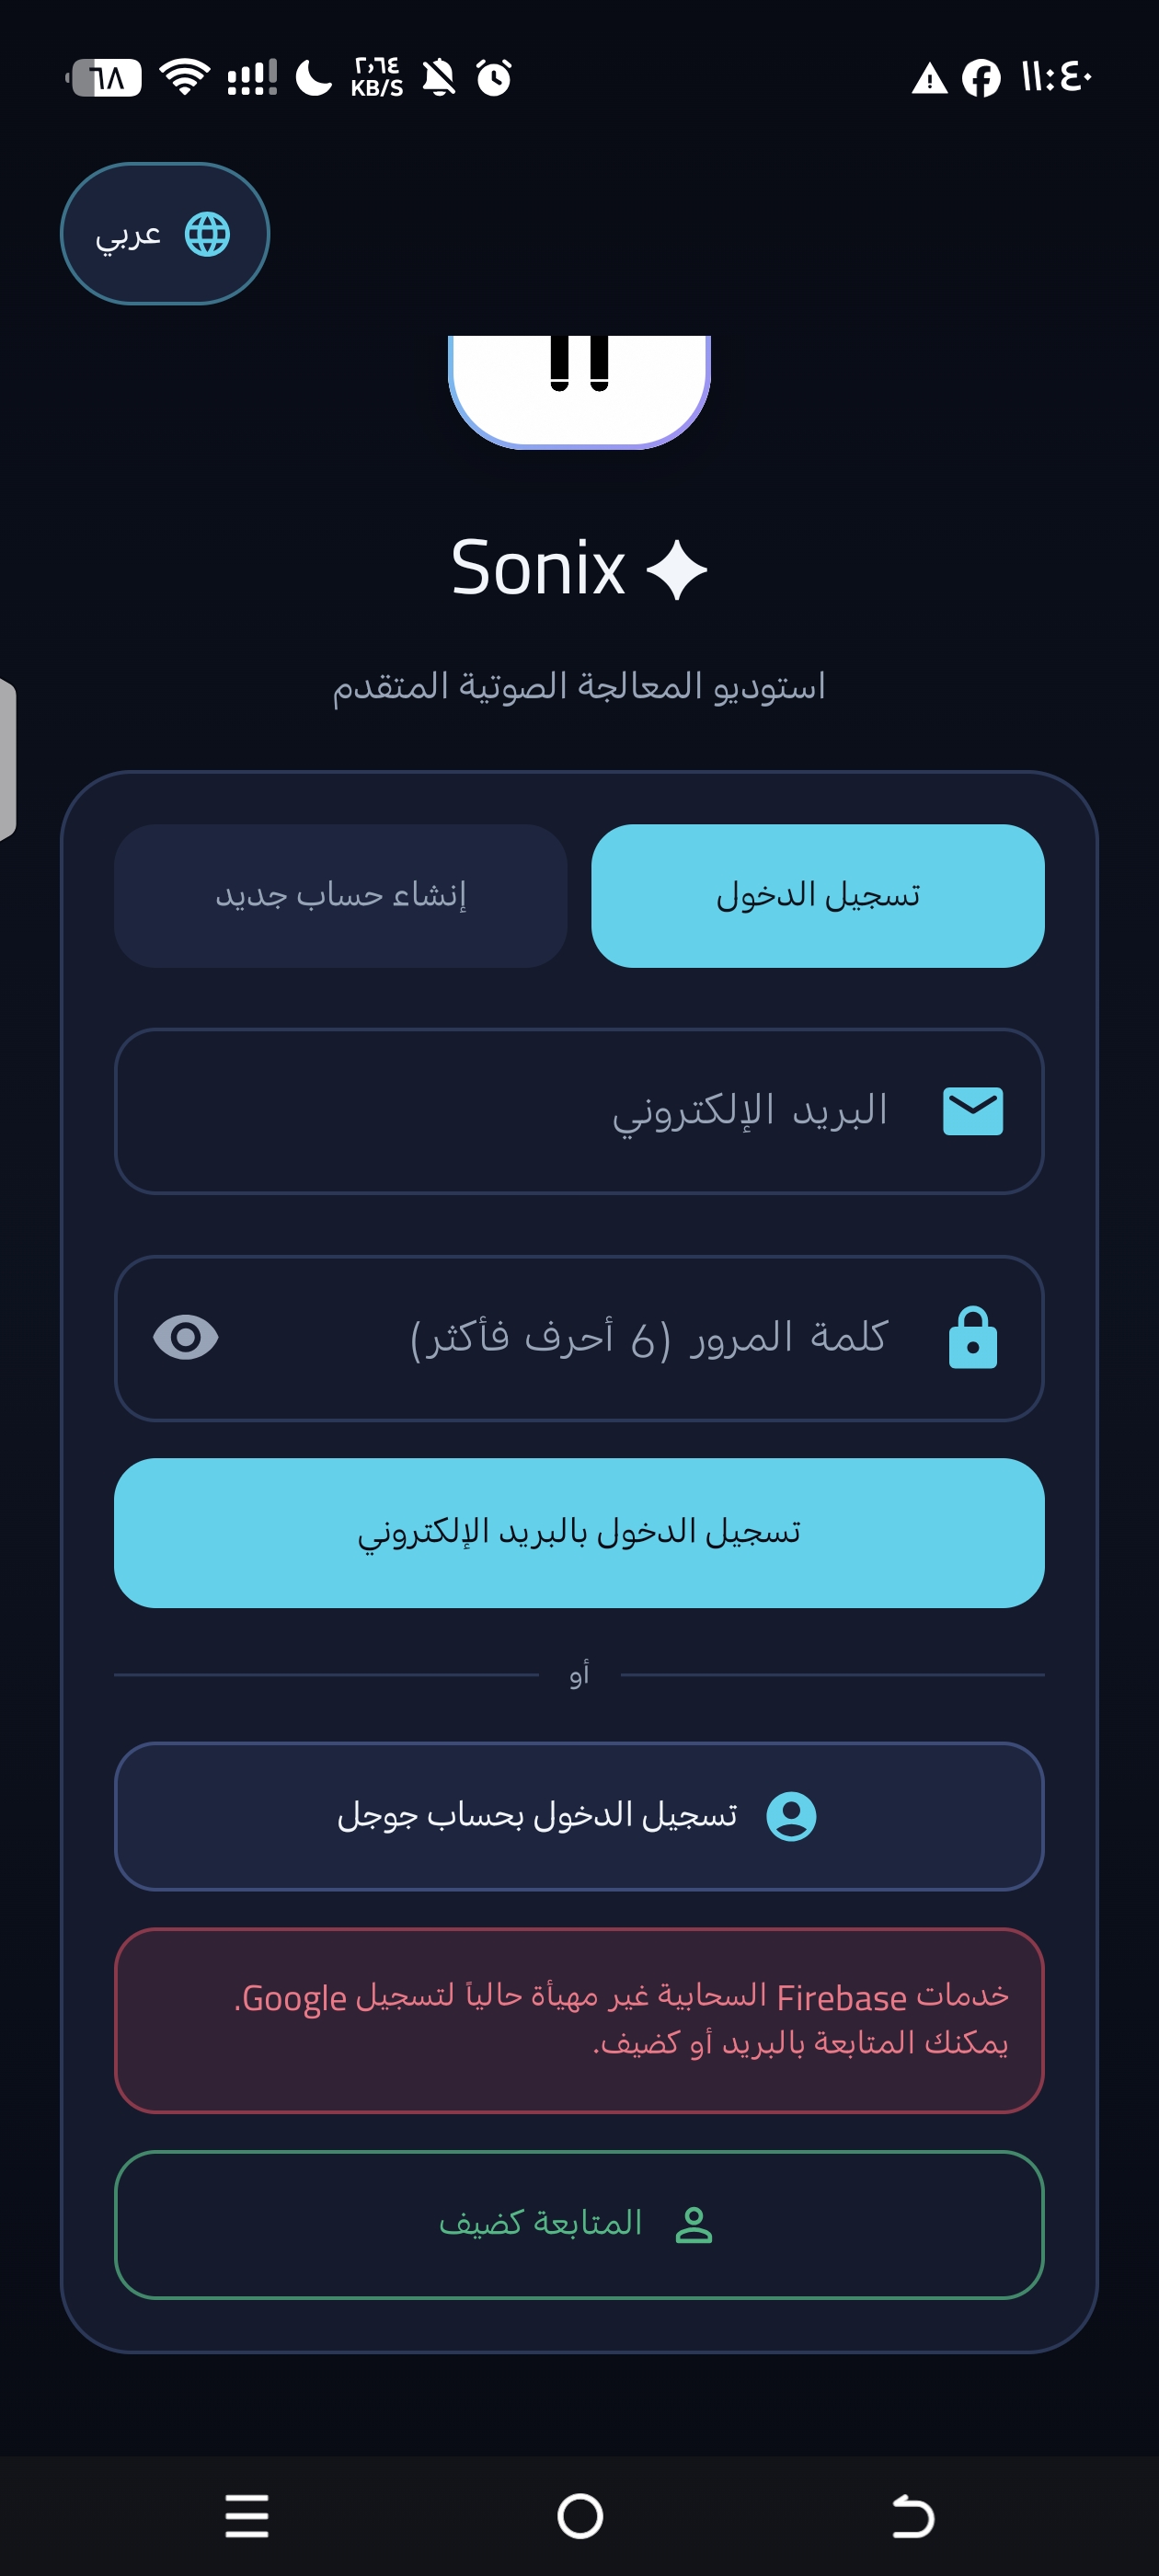 ١١:٤٠
٢٫٦٤
KB/S
٦٨
عربي
Sonix
استوديو المعالجة الصوتية المتقدم
تسجيل الدخول
إنشاء حساب جديد
البريد الإلكتروني
كلمة المرور (6 أحرف فأكثر)
تسجيل الدخول بالبريد الإلكتروني
أو
تسجيل الدخول بحساب جوجل
خدمات Firebase السحابية غير مهيأة حالياً لتسجيل Google.
يمكنك المتابعة بالبريد أو كضيف.
المتابعة كضيف